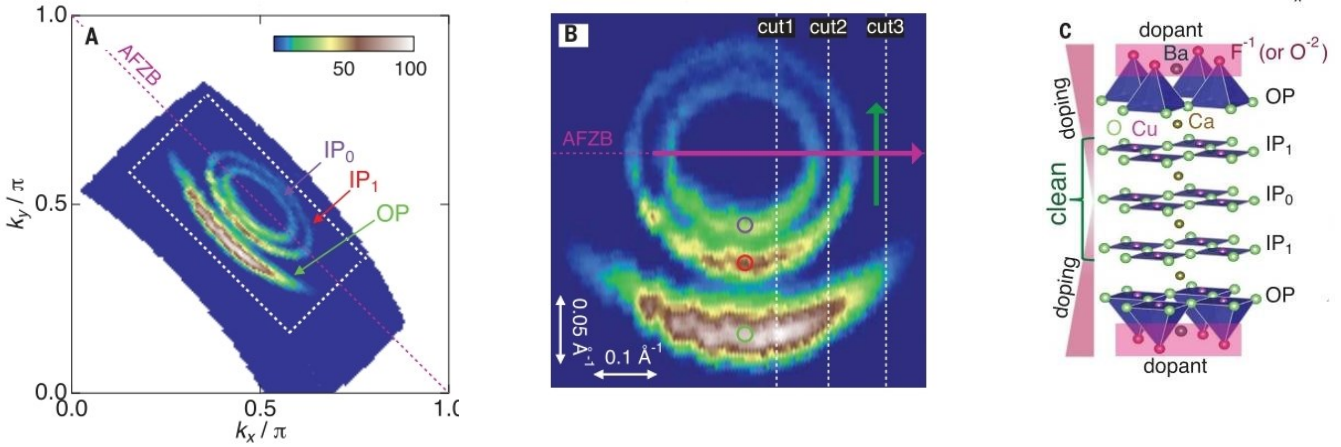 A
AFZB
50
100
IP0
IP1
OP
1.0
0.5
0.0
ky / π
0.0
0.5
kx / π
B
cut1
cut2
cut3
AFZB
0.05 Å-1
0.1 Å-1
x
C
dopant
Ba
F-1 (or O-2)
doping
OP
O
Cu
Ca
IP1
clean
IP0
IP1
doping
OP
dopant